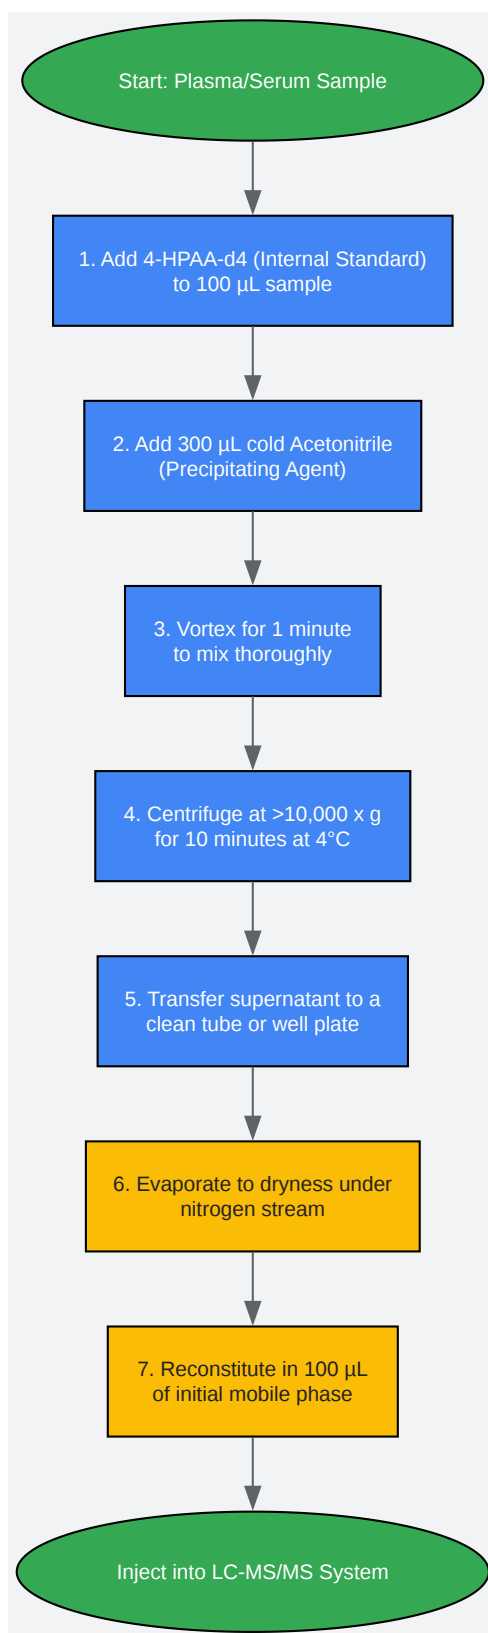 Start: Plasma/Serum Sample
1. Add 4-HPAA-d4 (Internal Standard)
to 100 µL sample
2. Add 300 µL cold Acetonitrile
(Precipitating Agent)
3. Vortex for 1 minute
to mix thoroughly
4. Centrifuge at >10,000 x g
for 10 minutes at 4°C
5. Transfer supernatant to a
clean tube or well plate
6. Evaporate to dryness under
nitrogen stream
7. Reconstitute in 100 µL
of initial mobile phase
Inject into LC-MS/MS System